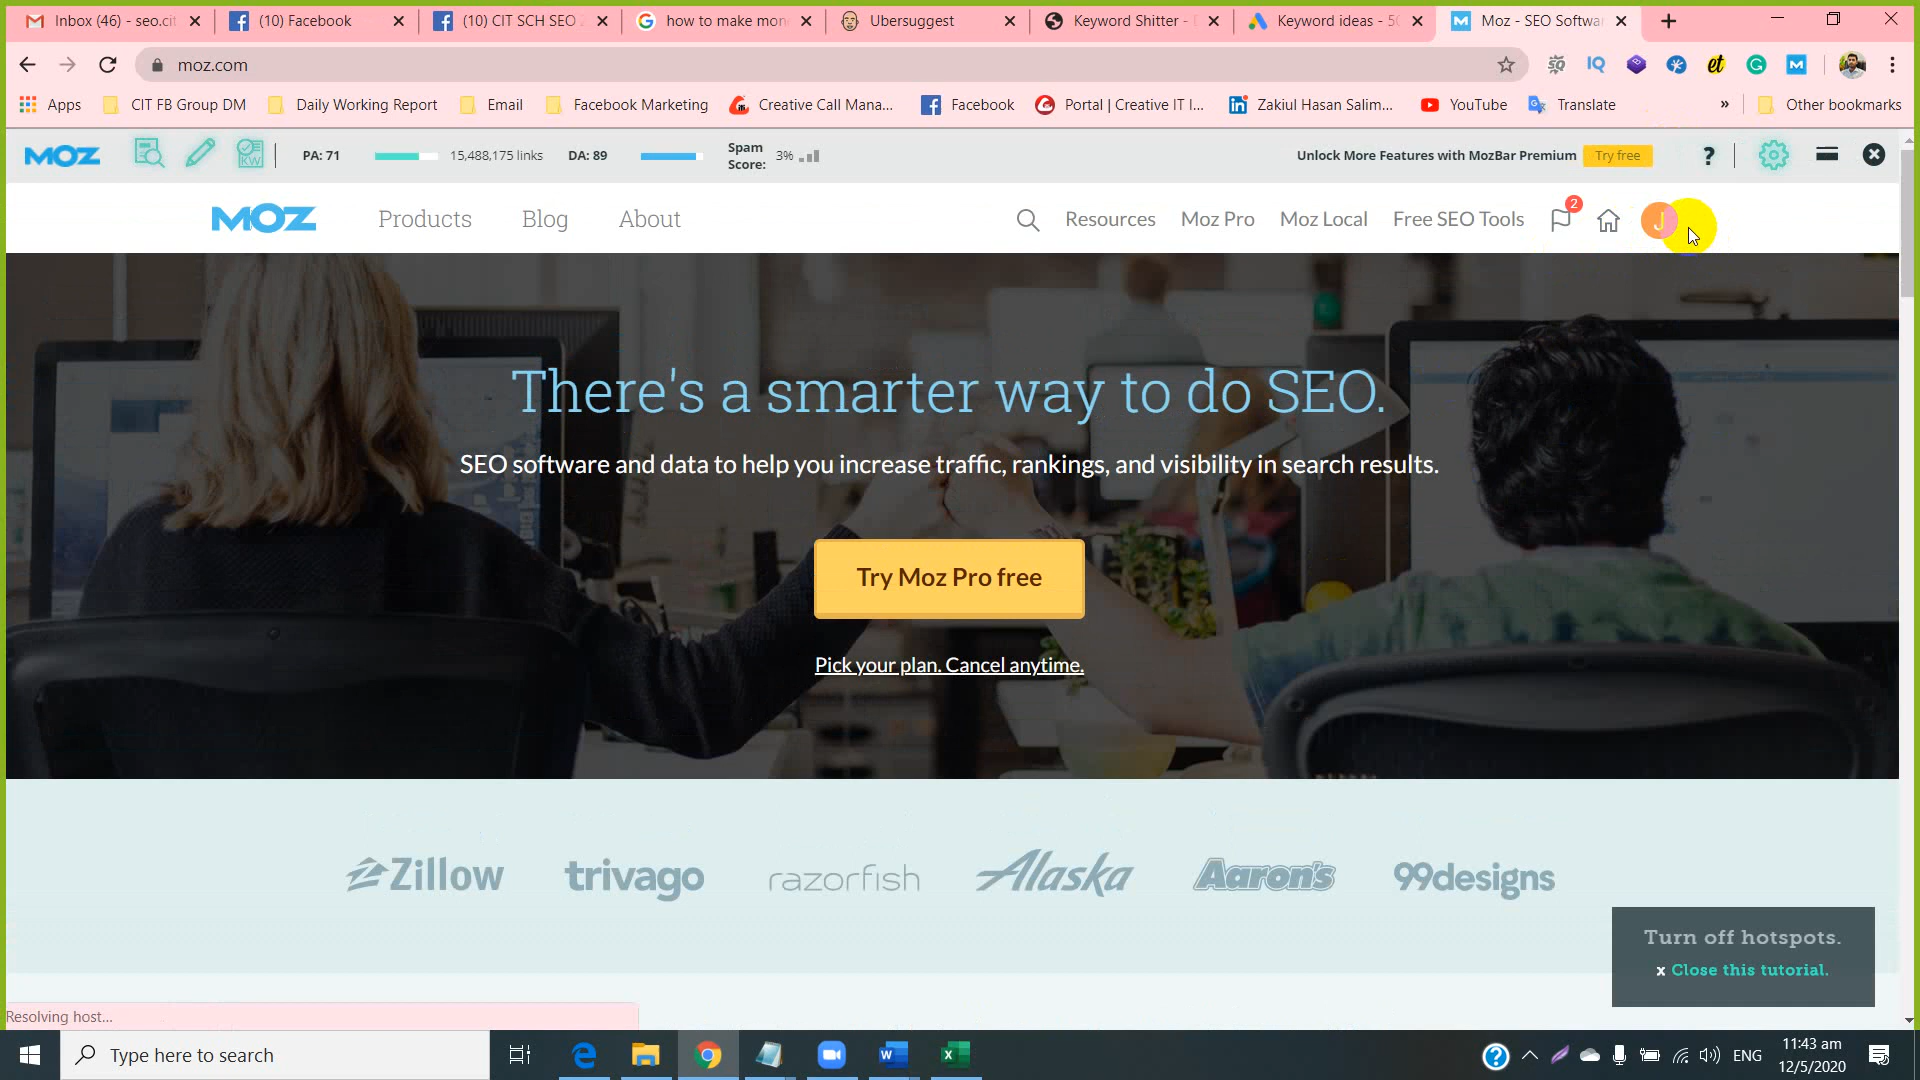 Inbox (46) - seo.cit
(10) Facebook
(10) CIT SCH SEO 2
how to make mon
Ubersuggest
Keyword Shitter - 
Keyword ideas - 50
Moz - SEO Softwar
moz.com
Apps
CIT FB Group DM
Daily Working Report
Email
Facebook Marketing
Creative Call Mana...
Facebook
Portal | Creative IT I...
Zakiul Hasan Salim...
YouTube
Translate
»
Other bookmarks
MOZ
KW
PA: 71
15,488,175 links
DA: 89
Spam
Score:
3%
Unlock More Features with MozBar Premium
Try free
?
MOZ
Products
Blog
About
Resources
Moz Pro
Moz Local
Free SEO Tools
2
J
There's a smarter way to do SEO.
SEO software and data to help you increase traffic, rankings, and visibility in search results.
Try Moz Pro free
Pick your plan. Cancel anytime.
Zillow
trivago
razorfish
Alaska
Aaron's
99designs
Turn off hotspots.
x Close this tutorial.
Resolving host...
Type here to search
ENG
11:43 am
12/5/2020